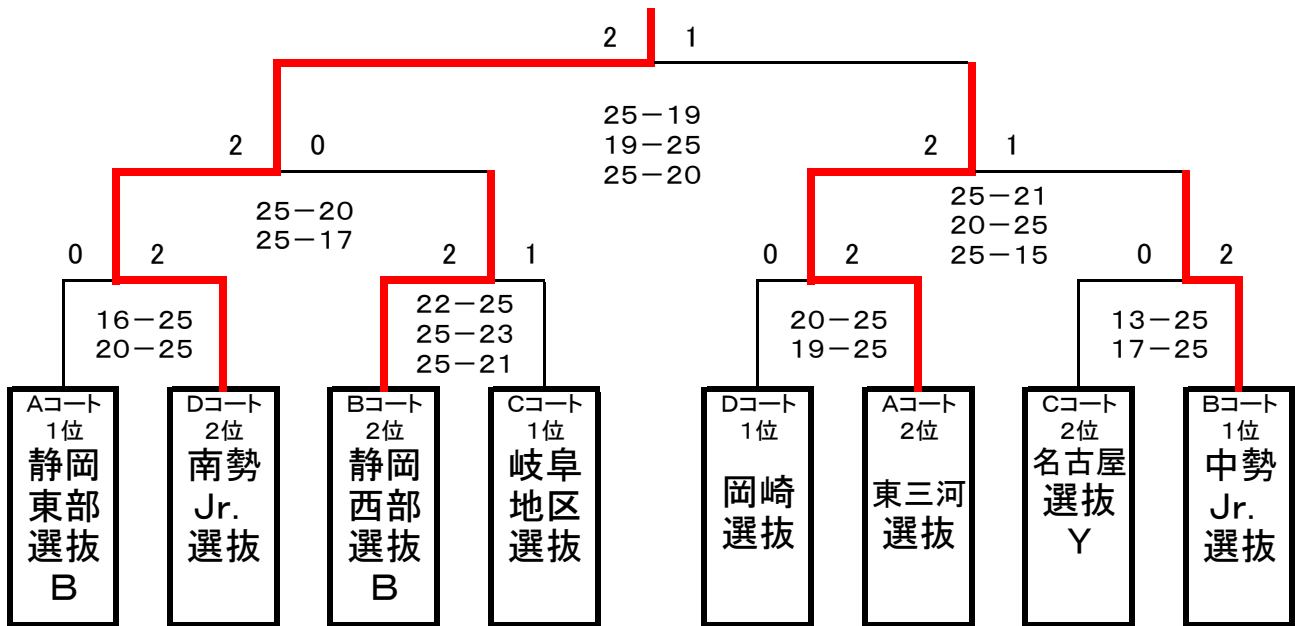 2 1
25－19
19－25
25－20
2 0
25－20
25－17
2 1
25－21
20－25
25－15
0 2
16－25
20－25
2 1
22－25
25－23
25－21
0 2
20－25
19－25
0 2
13－25
17－25
Aコート
1位
静岡
東部
選抜
B
Dコート
2位
南勢
Jr.
選抜
Bコート
2位
静岡
西部
選抜
B
Cコート
1位
岐阜
地区
選抜
Dコート
1位
岡崎
選抜
Aコート
2位
東三河
選抜
Cコート
2位
名古屋
選抜
Y
Bコート
1位
中勢
Jr.
選抜